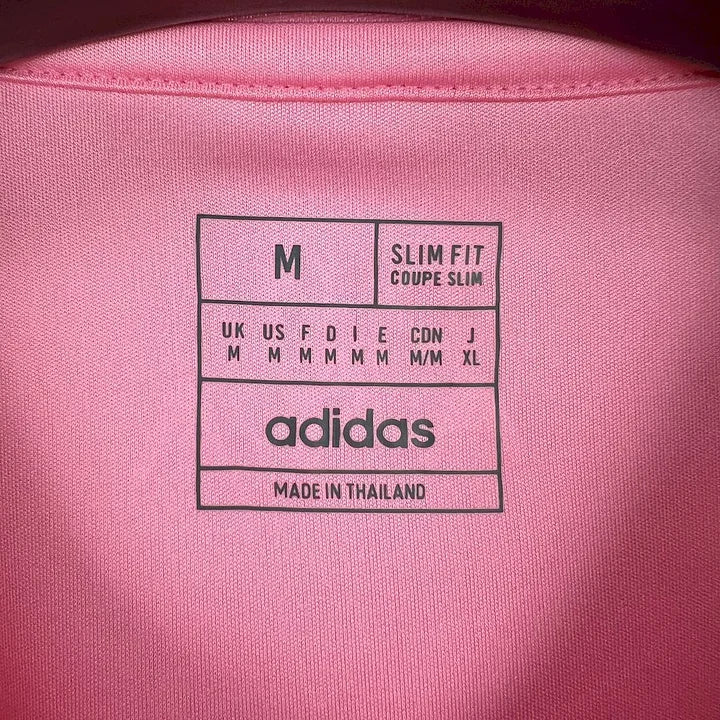 M
SLIM FIT
COUPE SLIM
UK US F D I E CDN J
M M M M M M M/M XL
adidas
MADE IN THAILAND